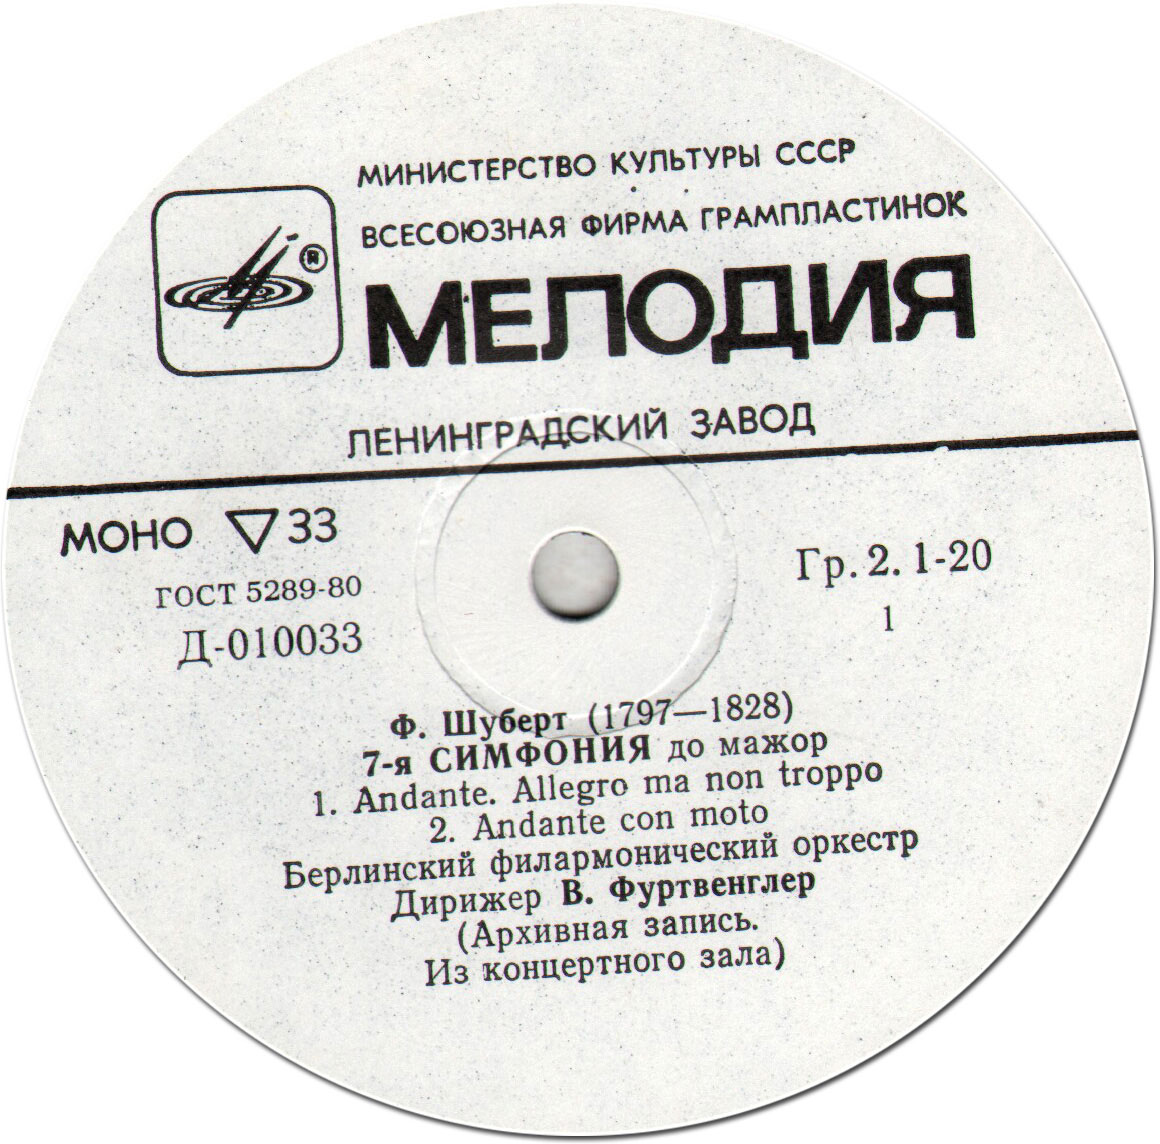 МИНИСТЕРСТВО КУЛЬТУРЫ СССР
ВСЕСОЮЗНАЯ ФИРМА ГРАМПЛАСТИНОК
®
МЕЛОДИЯ
ЛЕНИНГРАДСКИЙ ЗАВОД
МОНО ▽ 33
ГОСТ 5289-80
Д-010033
Гр. 2. 1-20
1
Ф. Шуберт (1797—1828)
7-я СИМФОНИЯ до мажор
1. Andante. Allegro ma non troppo
2. Andante con moto
Берлинский филармонический оркестр
Дирижер В. Фуртвенглер
(Архивная запись.
Из концертного зала)